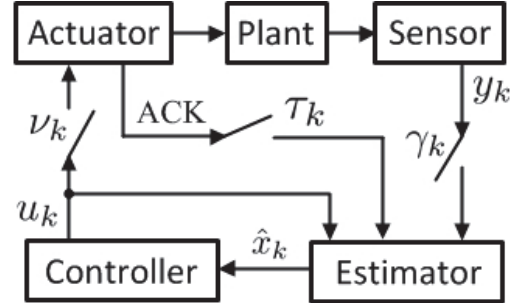 Actuator Plant Sensor
ν_k ACK τ_k γ_k y_k
u_k x̂_k
Controller Estimator